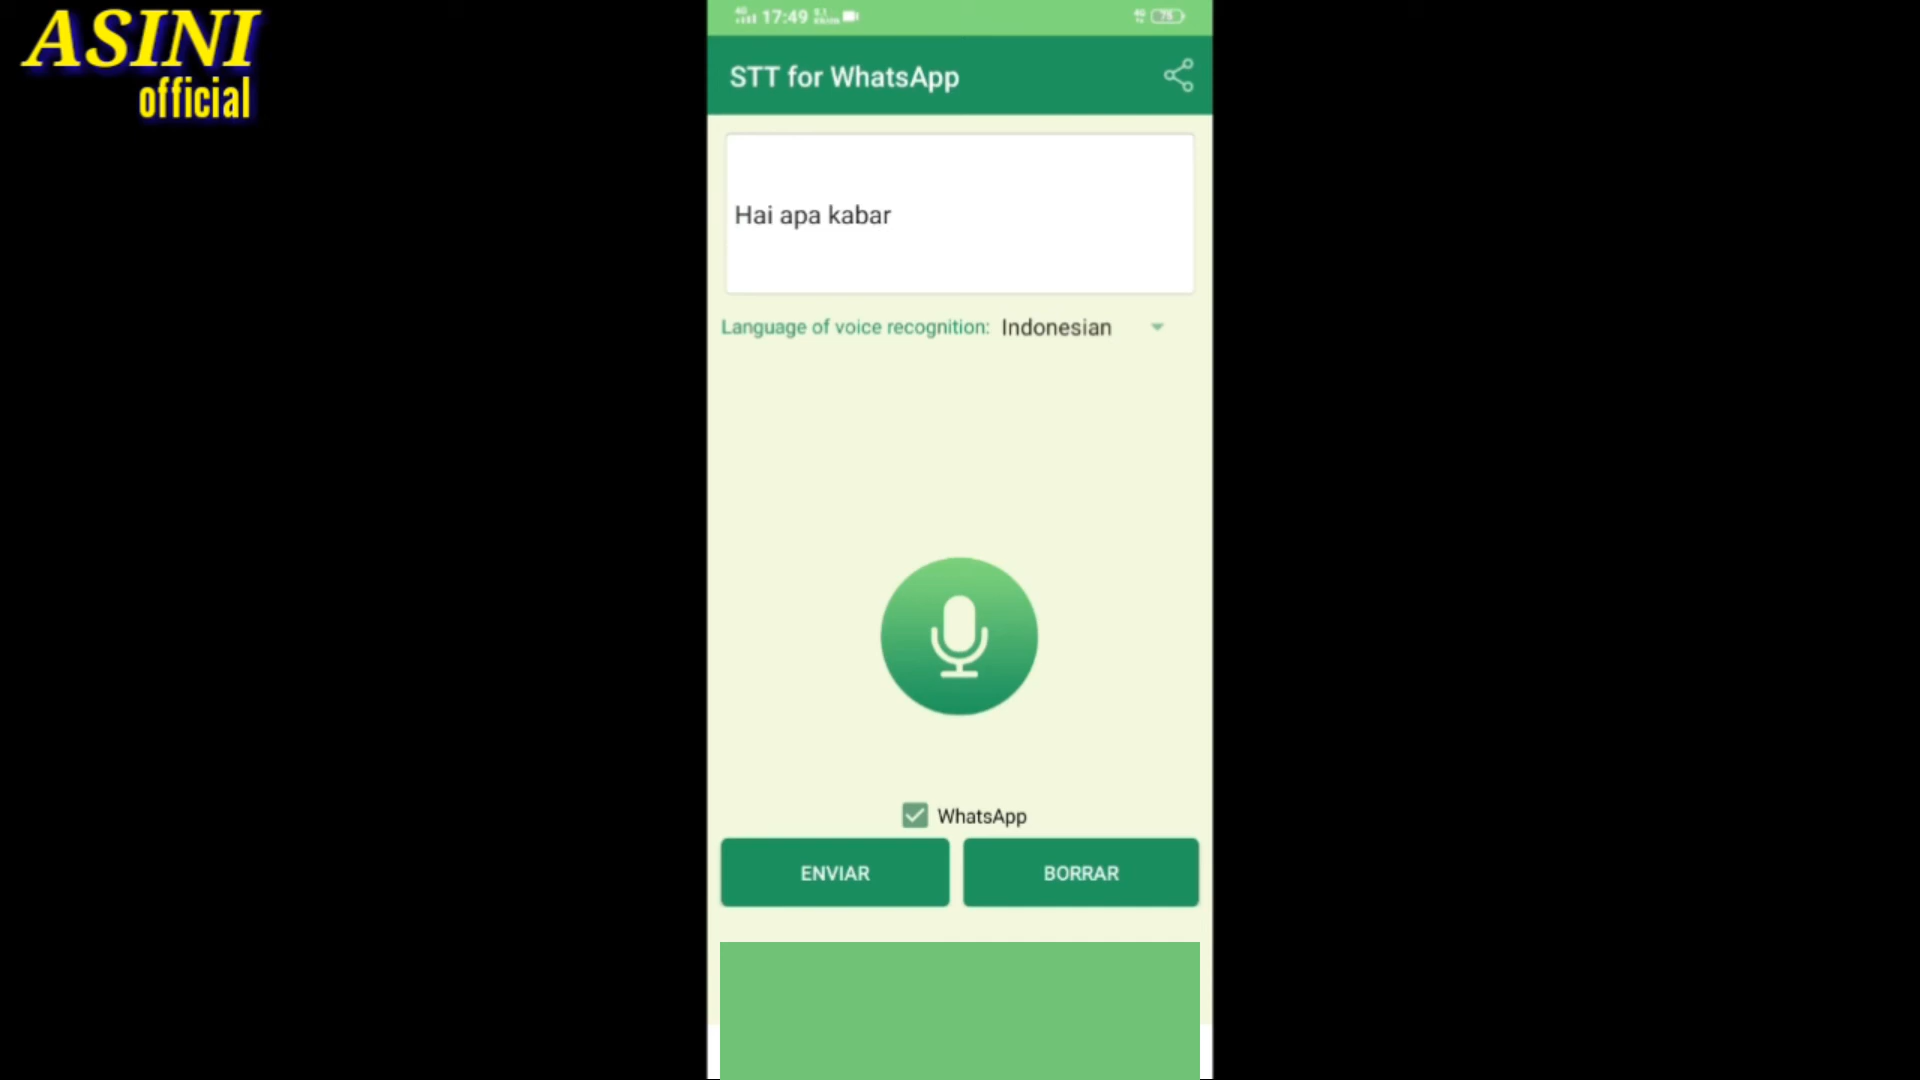 ASINI
official
17:49
STT for WhatsApp
Hai apa kabar
Language of voice recognition: Indonesian
WhatsApp
ENVIAR BORRAR